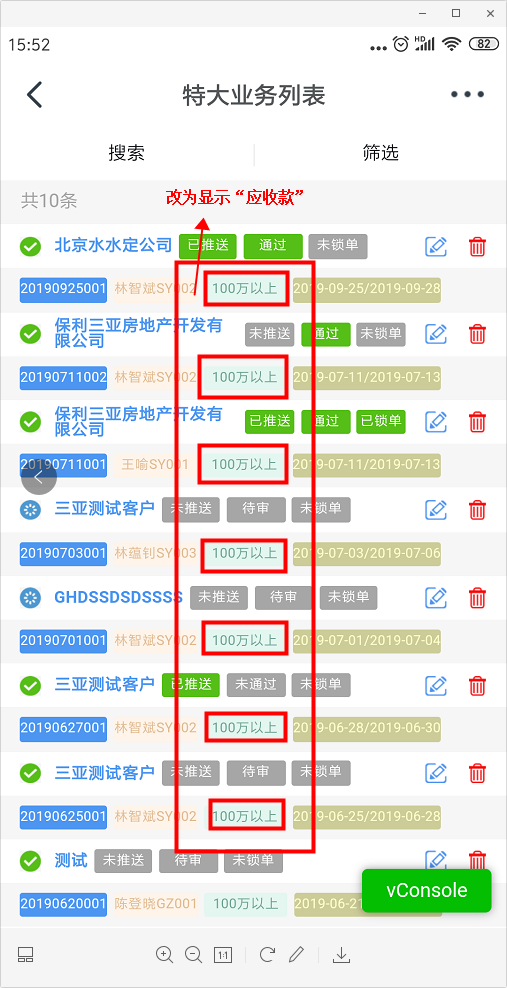 15:52
HD
82
特大业务列表
搜索
筛选
共10条
改为显示“应收款”
北京水水定公司
已推送
通过
未锁单
20190925001
林智斌SY002
100万以上
2019-09-25/2019-09-28
保利三亚房地产开发有
限公司
未推送
通过
未锁单
20190711002
林智斌SY002
100万以上
2019-07-11/2019-07-13
保利三亚房地产开发有
限公司
已推送
通过
已锁单
20190711001
王喻SY001
100万以上
2019-07-11/2019-07-13
三亚测试客户
未推送
待审
未锁单
20190703001
林蕴钊SY003
100万以上
2019-07-03/2019-07-06
GHDSSDSDSSSS
未推送
待审
未锁单
20190701001
林智斌SY002
100万以上
2019-07-01/2019-07-04
三亚测试客户
已推送
未通过
未锁单
20190627001
林智斌SY002
100万以上
2019-06-28/2019-06-30
三亚测试客户
未推送
待审
未锁单
20190625001
林智斌SY002
100万以上
2019-06-25/2019-06-28
测试
未推送
待审
未锁单
20190620001
陈登晓GZ001
100万以上
2019-06-21
vConsole
1:1